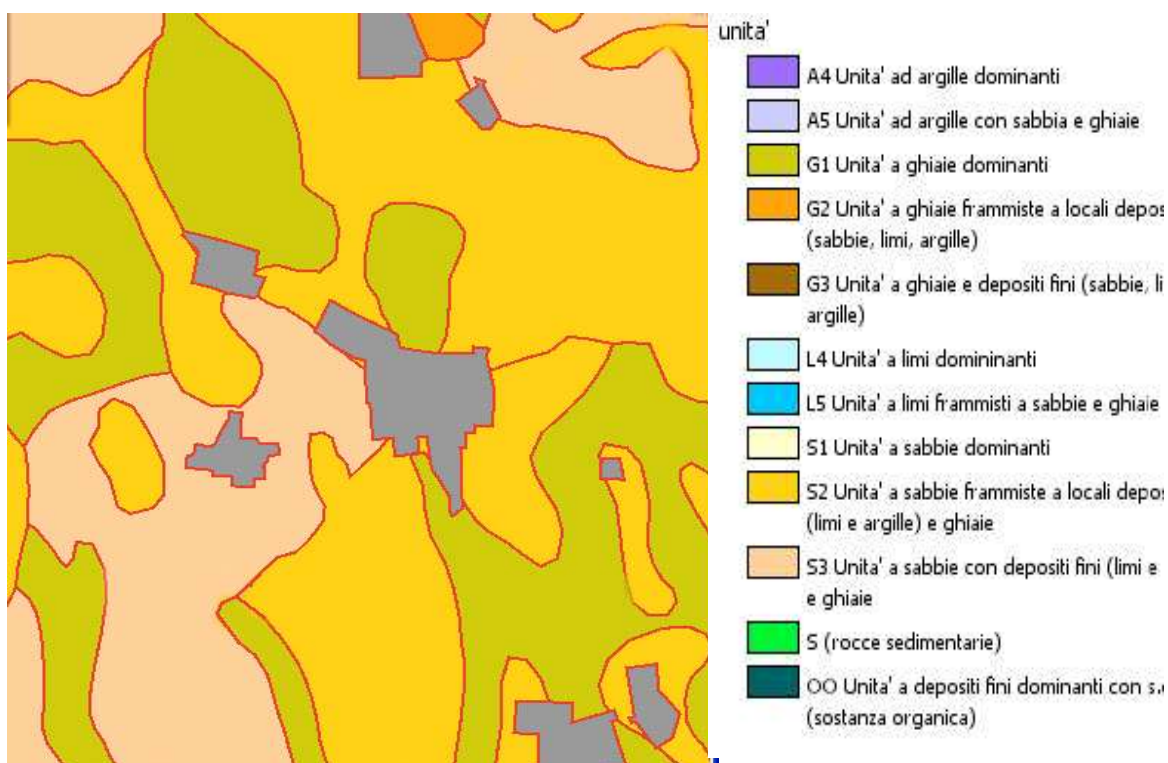 unita'
A4 Unita' ad argille dominanti
A5 Unita' ad argille con sabbia e ghiaie
G1 Unita' a ghiaie dominanti
G2 Unita' a ghiaie frammiste a locali depos
(sabbie, limi, argille)
G3 Unita' a ghiaie e depositi fini (sabbie, li
argille)
L4 Unita' a limi domininanti
L5 Unita' a limi frammisti a sabbie e ghiaie
S1 Unita' a sabbie dominanti
S2 Unita' a sabbie frammiste a locali depos
(limi e argille) e ghiaie
S3 Unita' a sabbie con depositi fini (limi e
e ghiaie
S (rocce sedimentarie)
OO Unita' a depositi fini dominanti con s.
(sostanza organica)